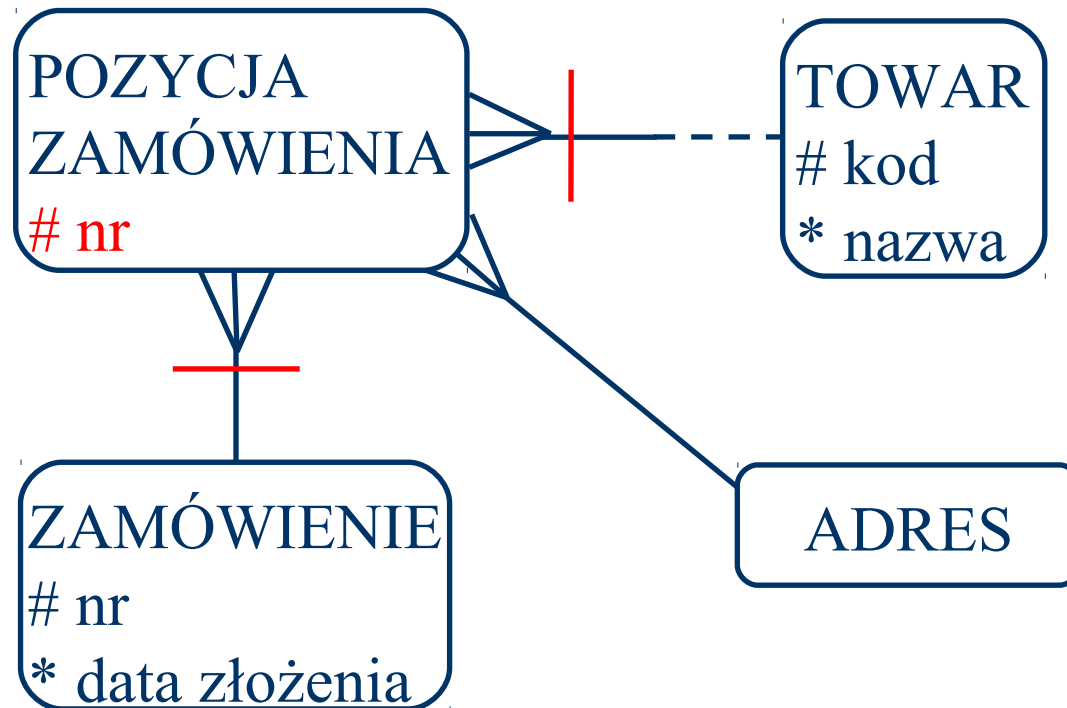 POZYCJA
ZAMÓWIENIA
# nr
TOWAR
# kod
* nazwa
ZAMÓWIENIE
# nr
* data złożenia
ADRES